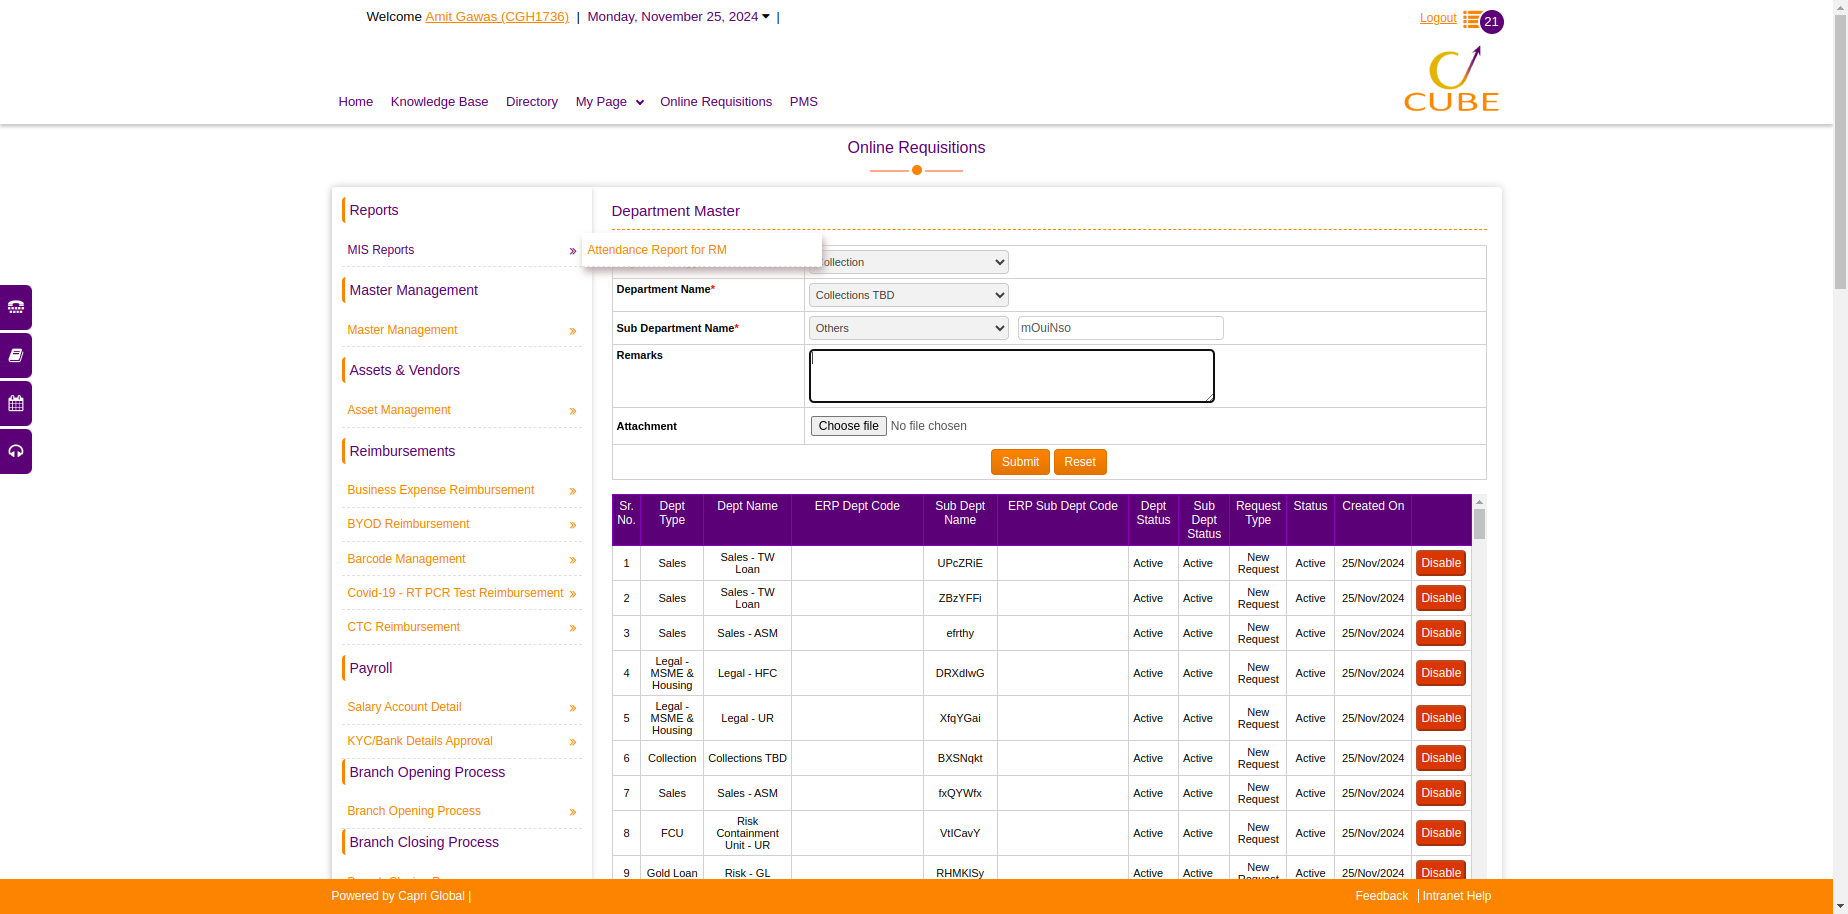 Welcome Amit Gawas (CGH1736) | Monday, November 25, 2024 |
Logout 21
CUBE
Home Knowledge Base Directory My Page Online Requisitions PMS
Online Requisitions
Reports
MIS Reports
Attendance Report for RM
Master Management
Master Management
Assets & Vendors
Asset Management
Reimbursements
Business Expense Reimbursement
BYOD Reimbursement
Barcode Management
Covid-19 - RT PCR Test Reimbursement
CTC Reimbursement
Payroll
Salary Account Detail
KYC/Bank Details Approval
Branch Opening Process
Branch Opening Process
Branch Closing Process
Department Master
Collection
Department Name* Collections TBD
Sub Department Name* Others mOuiNso
Remarks
Attachment Choose file No file chosen
Submit Reset
Sr. No. Dept Type Dept Name ERP Dept Code Sub Dept Name ERP Sub Dept Code Dept Status Sub Dept Status Request Type Status Created On
1 Sales Sales - TW Loan UPcZRiE Active Active New Request Active 25/Nov/2024 Disable
2 Sales Sales - TW Loan ZBzYFFi Active Active New Request Active 25/Nov/2024 Disable
3 Sales Sales - ASM efrthy Active Active New Request Active 25/Nov/2024 Disable
4 Legal - MSME & Housing Legal - HFC DRXdIwG Active Active New Request Active 25/Nov/2024 Disable
5 Legal - MSME & Housing Legal - UR XfqYGai Active Active New Request Active 25/Nov/2024 Disable
6 Collection Collections TBD BXSNqkt Active Active New Request Active 25/Nov/2024 Disable
7 Sales Sales - ASM fxQYWfx Active Active New Request Active 25/Nov/2024 Disable
8 FCU Risk Containment Unit - UR VtICavY Active Active New Request Active 25/Nov/2024 Disable
9 Gold Loan Risk - GL RHMKlSy Active Active New Request Active 25/Nov/2024 Disable
Powered by Capri Global |
Feedback | Intranet Help